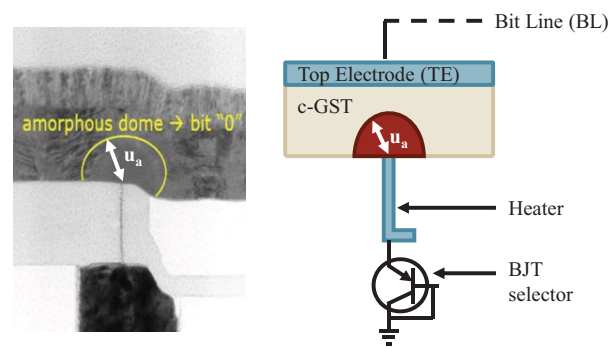 amorphous dome → bit "0"
uₐ
Bit Line (BL)
Top Electrode (TE)
c-GST
uₐ
Heater
BJT
selector